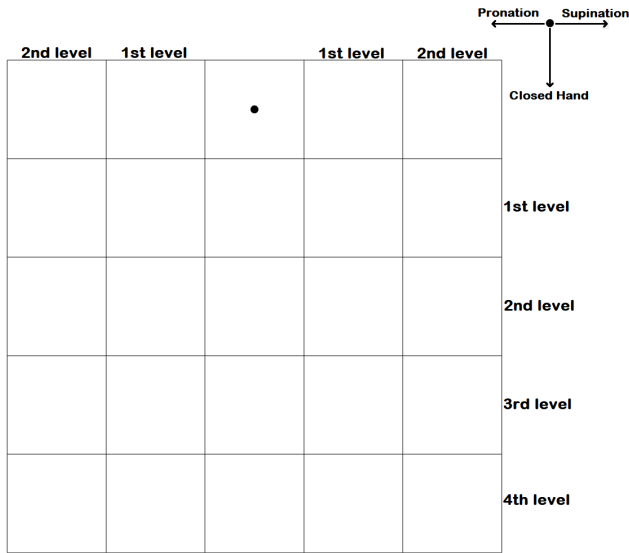 Pronation Supination
Closed Hand
2nd level 1st level 1st level 2nd level
1st level
2nd level
3rd level
4th level